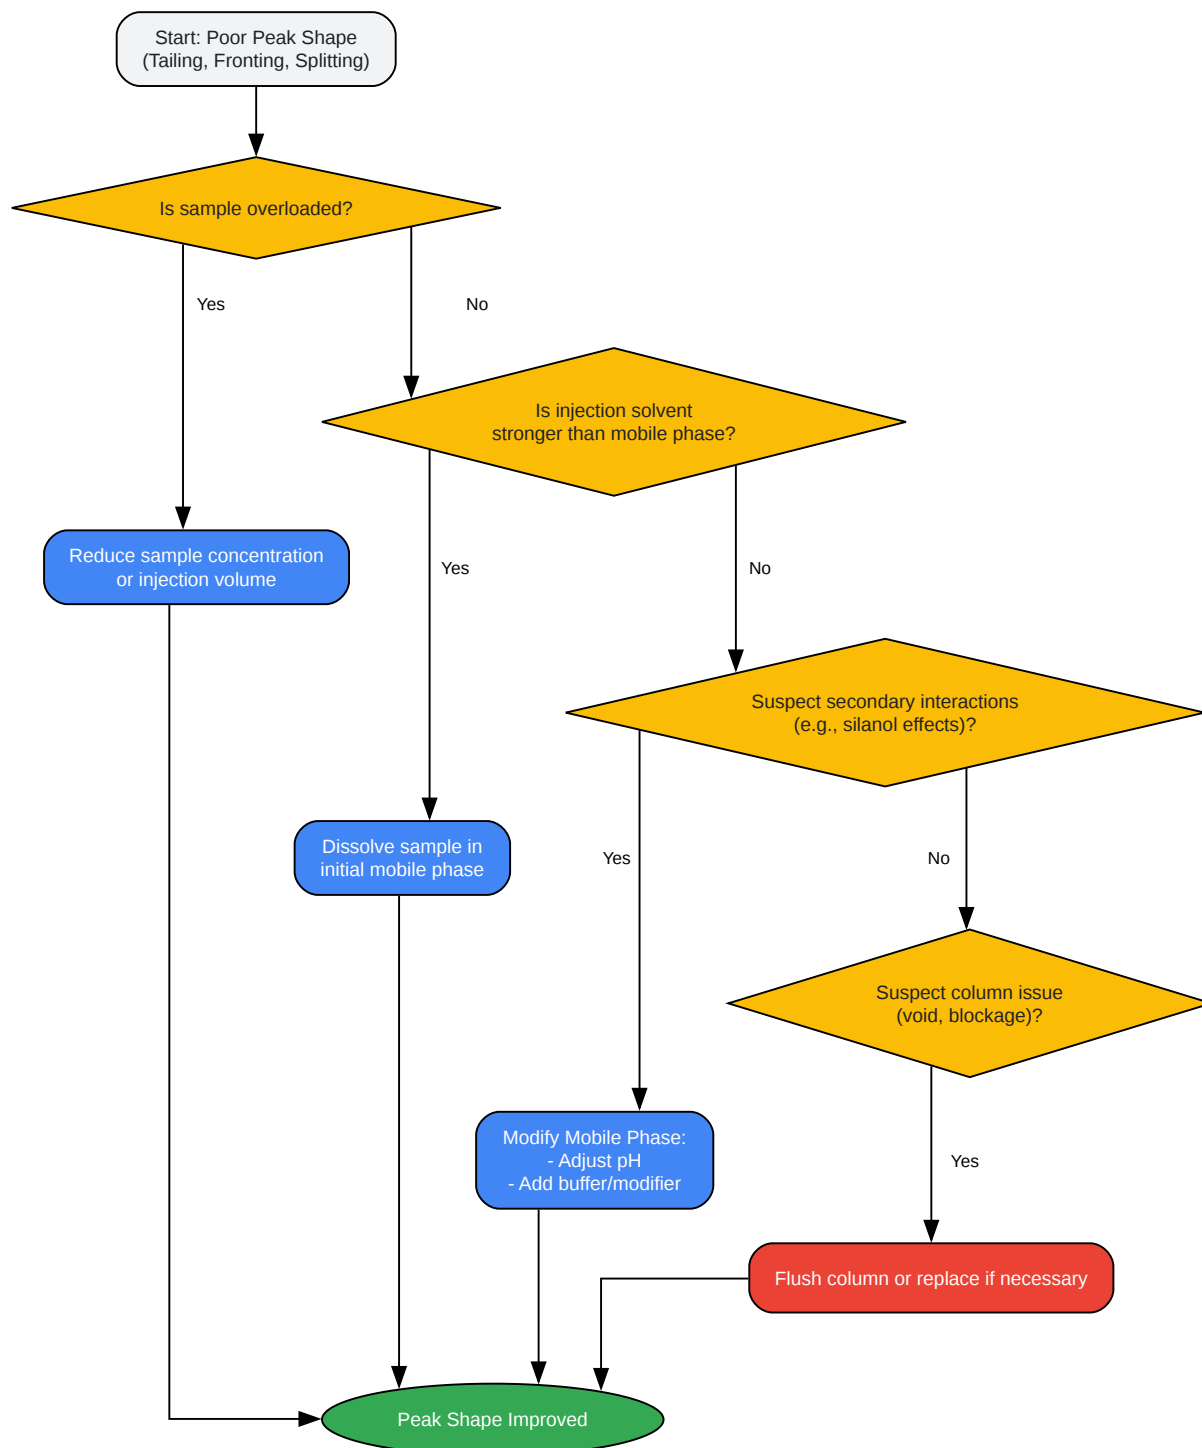 Start: Poor Peak Shape
(Tailing, Fronting, Splitting)
Is sample overloaded?
Yes
No
Is injection solvent
stronger than mobile phase?
Reduce sample concentration
or injection volume
Yes
No
Suspect secondary interactions
(e.g., silanol effects)?
Dissolve sample in
initial mobile phase
Yes
No
Suspect column issue
(void, blockage)?
Modify Mobile Phase:
- Adjust pH
- Add buffer/modifier
Yes
Flush column or replace if necessary
Peak Shape Improved